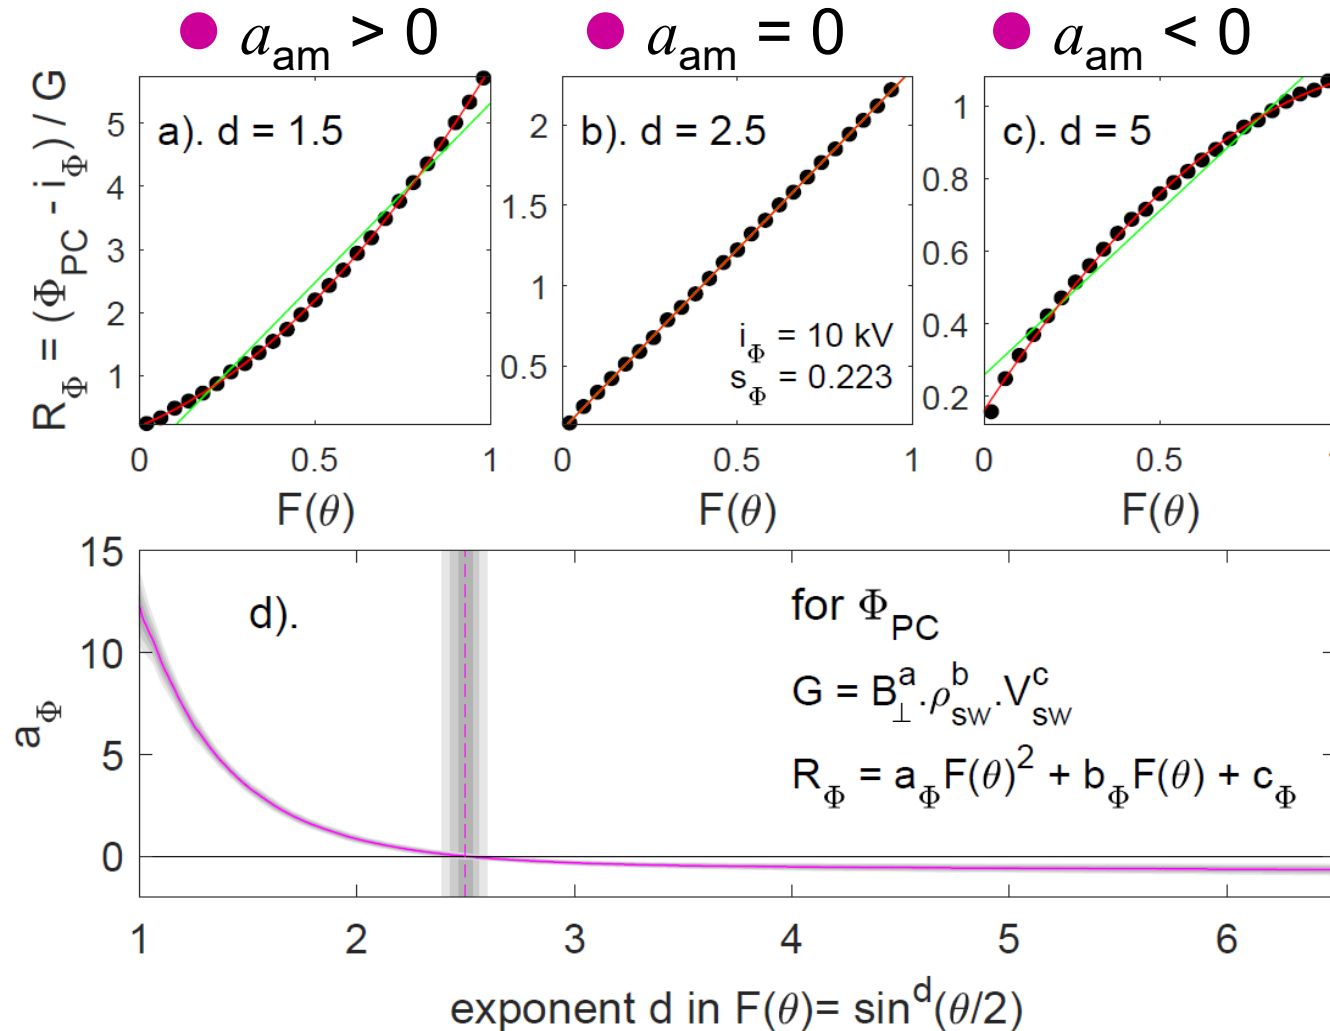 a_am > 0
a_am = 0
a_am < 0
R_Φ = (Φ_PC - i_Φ) / G
a). d = 1.5
5
4
3
2
1
0
0.5
1
F(θ)
b). d = 2.5
2
1.5
1
0.5
i_Φ = 10 kV
s_Φ = 0.223
0
0.5
1
F(θ)
c). d = 5
1
0.8
0.6
0.4
0.2
0
0.5
1
F(θ)
a_Φ
15
10
5
0
d).
for Φ_PC
G = B_⊥^a.ρ_sw^b.V_sw^c
R_Φ = a_Φ F(θ)^2 + b_Φ F(θ) + c_Φ
1
2
3
4
5
6
exponent d in F(θ)= sin^d(θ/2)